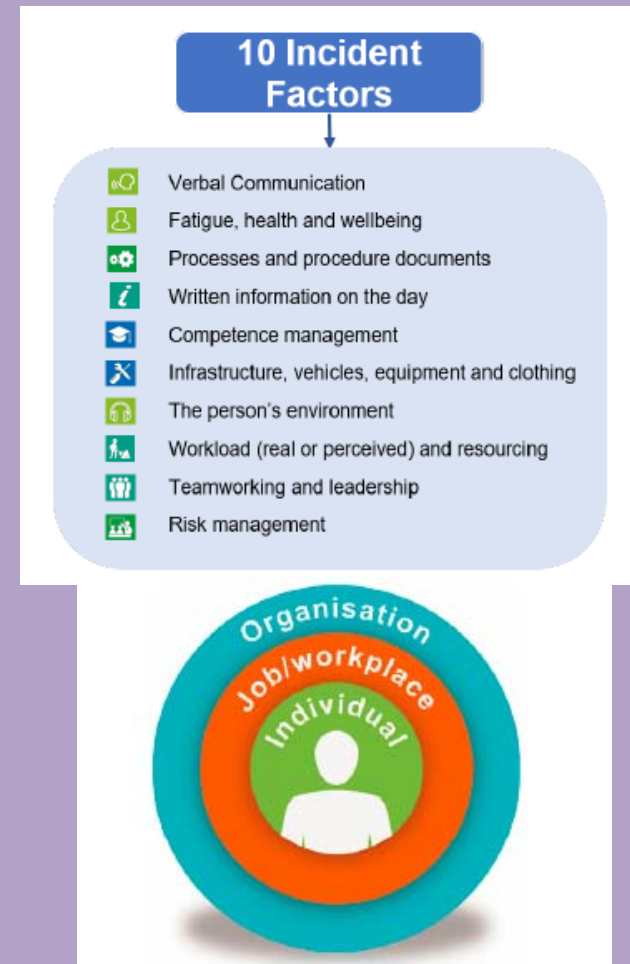 10 Incident
Factors
Verbal Communication
Fatigue, health and wellbeing
Processes and procedure documents
Written information on the day
Competence management
Infrastructure, vehicles, equipment and clothing
The person's environment
Workload (real or perceived) and resourcing
Teamworking and leadership
Risk management
Organisation
Job/workplace
Individual